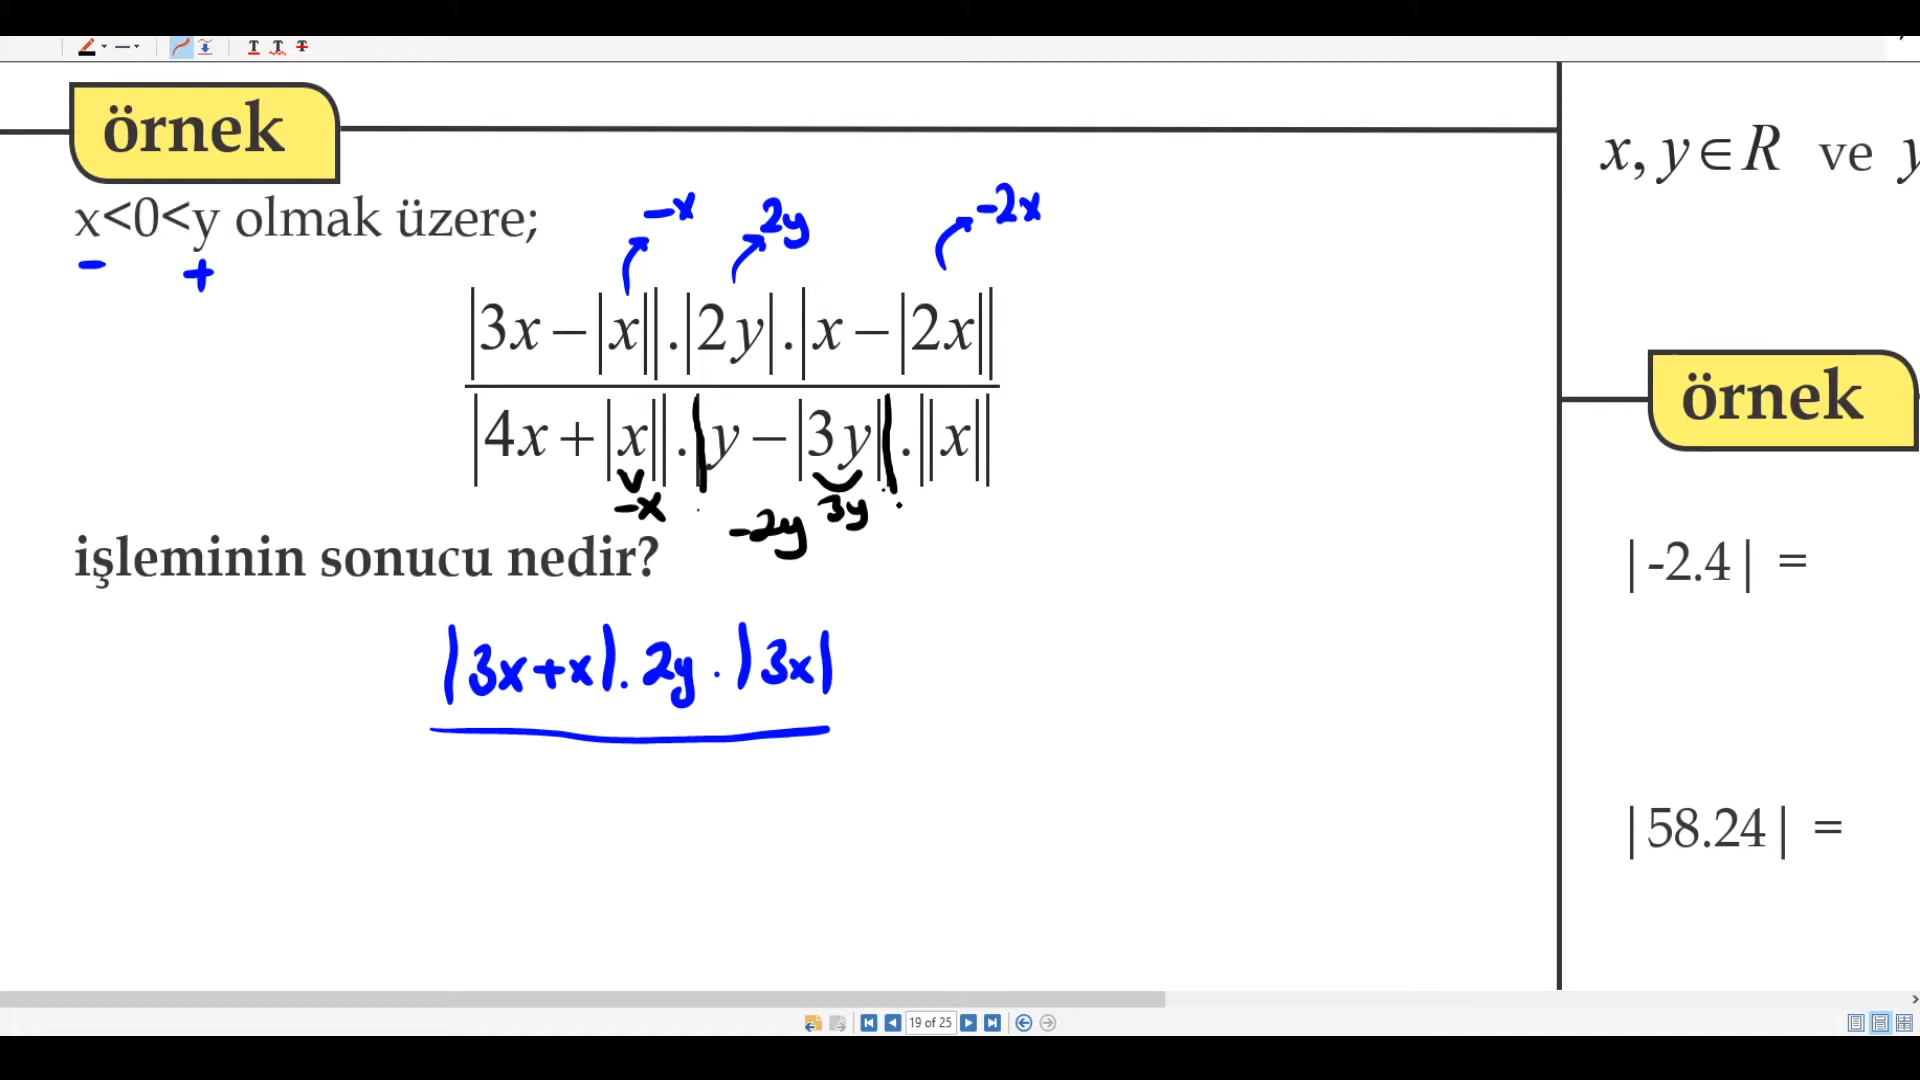 örnek
x<0<y olmak üzere;
- +
-x 2y -2x
|3x-|x||.|2y|.|x-|2x||
|4x+|x||.|y-|3y||.||x||
-x -2y 3y
işleminin sonucu nedir?
|3x+x|.2y.|3x|
x, y∈R ve y
örnek
|-2.4| =
|58.24| =
19 of 25